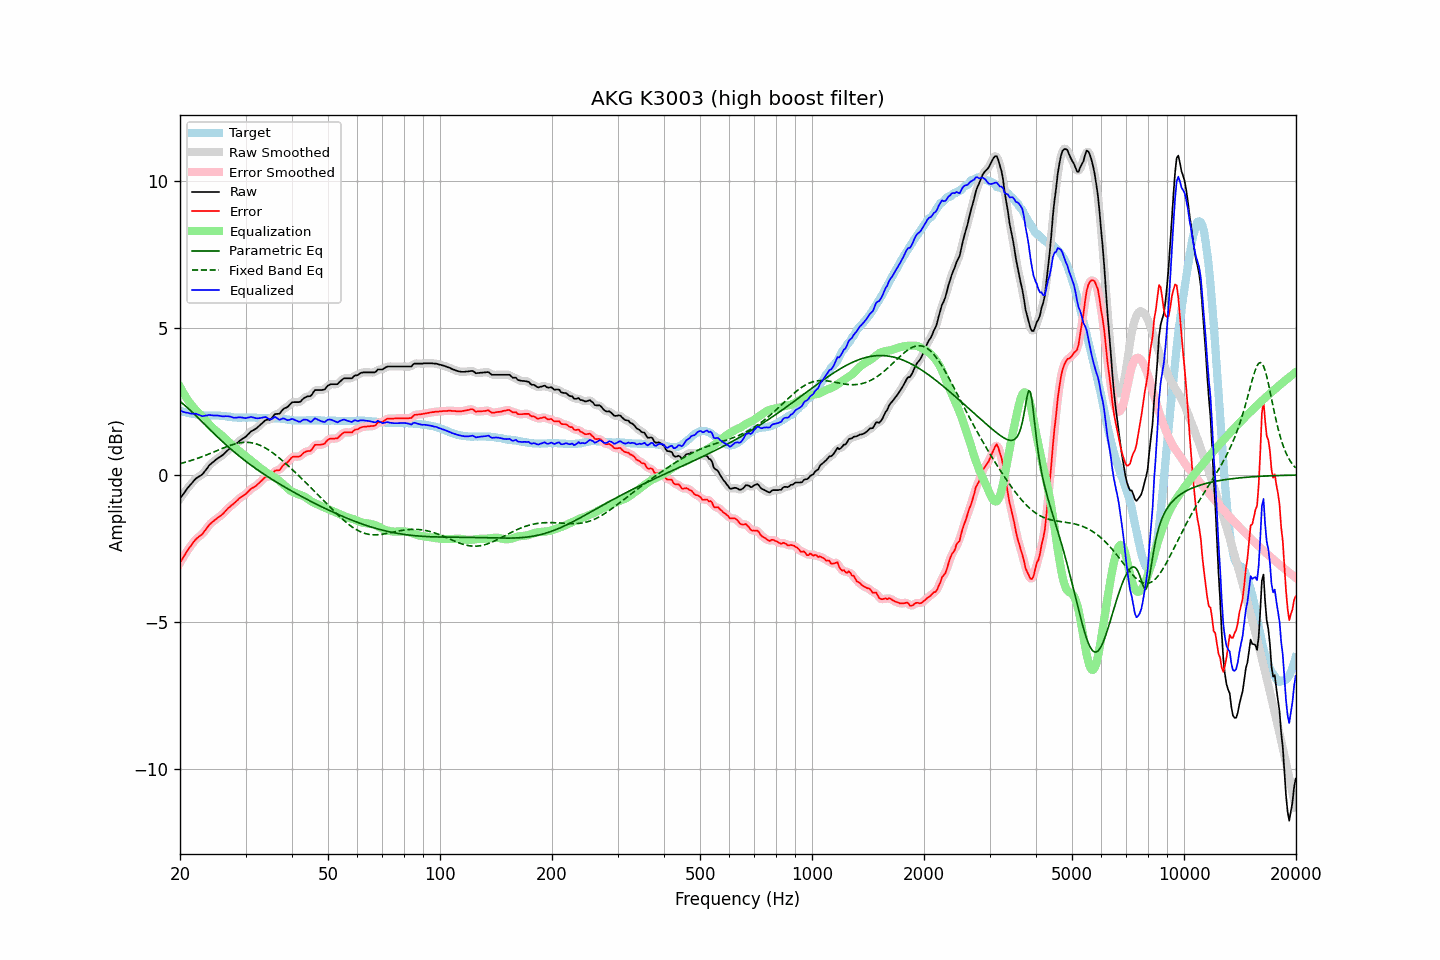 AKG K3003 (high boost filter)
Target
Raw Smoothed
Error Smoothed
Raw
Error
Equalization
Parametric Eq
Fixed Band Eq
Equalized
10
5
0
−5
−10
Amplitude (dBr)
20 50 100 200 500 1000 2000 5000 10000 20000
Frequency (Hz)